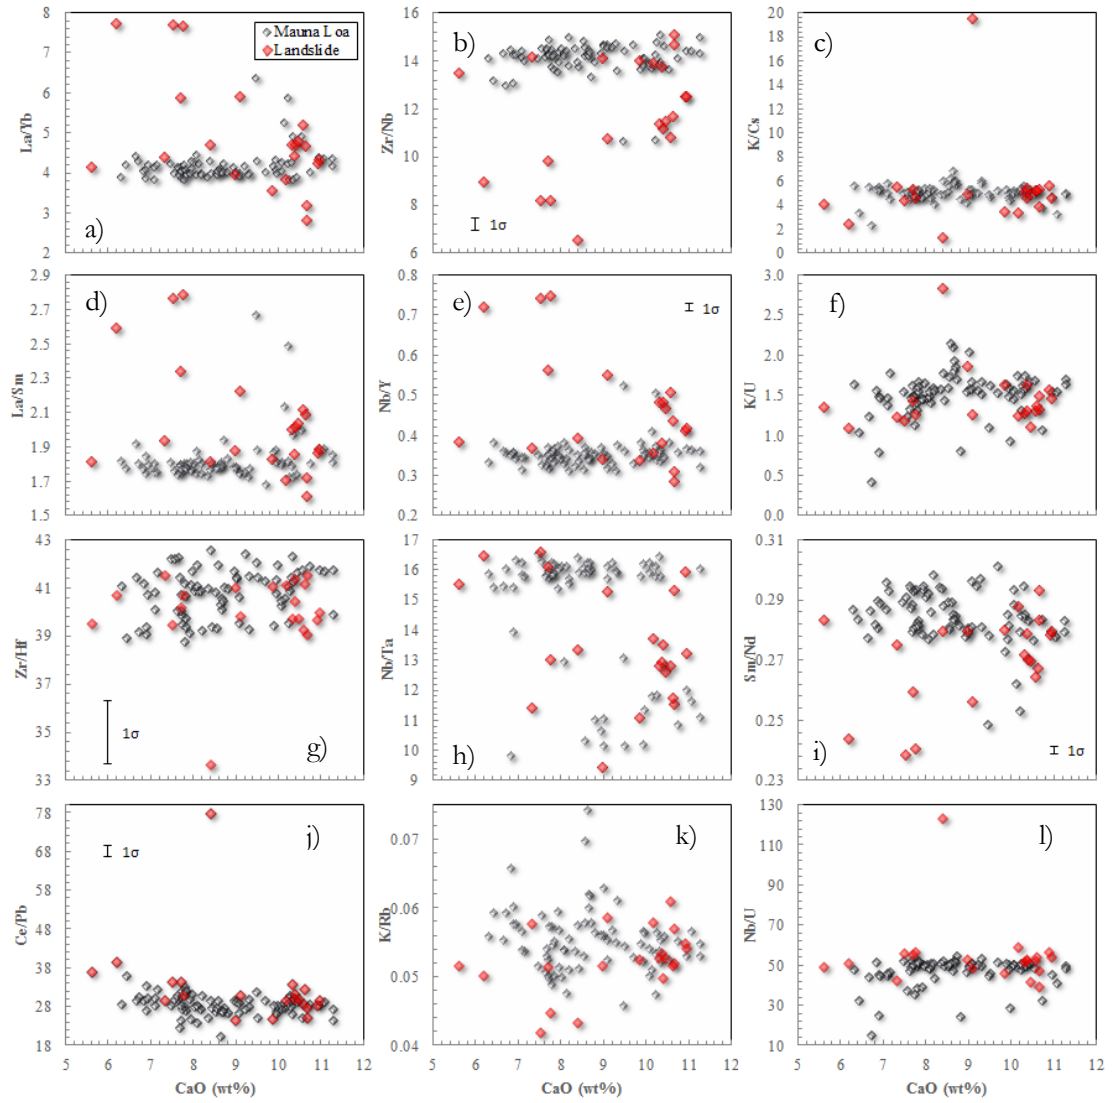 8
7
6
5
4
3
2
La/Yb
Mauna Loa
Landslide
a)
16
14
12
10
8
6
Zr/Nb
b)
1σ
20
18
16
14
12
10
8
6
4
2
0
K/Cs
c)
2.9
2.7
2.5
2.3
2.1
1.9
1.7
1.5
La/Sm
d)
0.8
0.7
0.6
0.5
0.4
0.3
0.2
Nb/Y
e)
1σ
3.0
2.5
2.0
1.5
1.0
0.5
0.0
K/U
f)
43
41
39
37
35
33
Zr/Hf
1σ
g)
17
16
15
14
13
12
11
10
9
Nb/Ta
h)
0.31
0.29
0.27
0.25
0.23
Sm/Nd
i)
1σ
78
68
58
48
38
28
18
Ce/Pb
1σ
j)
5 6 7 8 9 10 11 12
CaO (wt%)
0.07
0.06
0.05
0.04
K/Rb
k)
5 6 7 8 9 10 11 12
CaO (wt%)
130
110
90
70
50
30
10
Nb/U
l)
5 6 7 8 9 10 11 12
CaO (wt%)